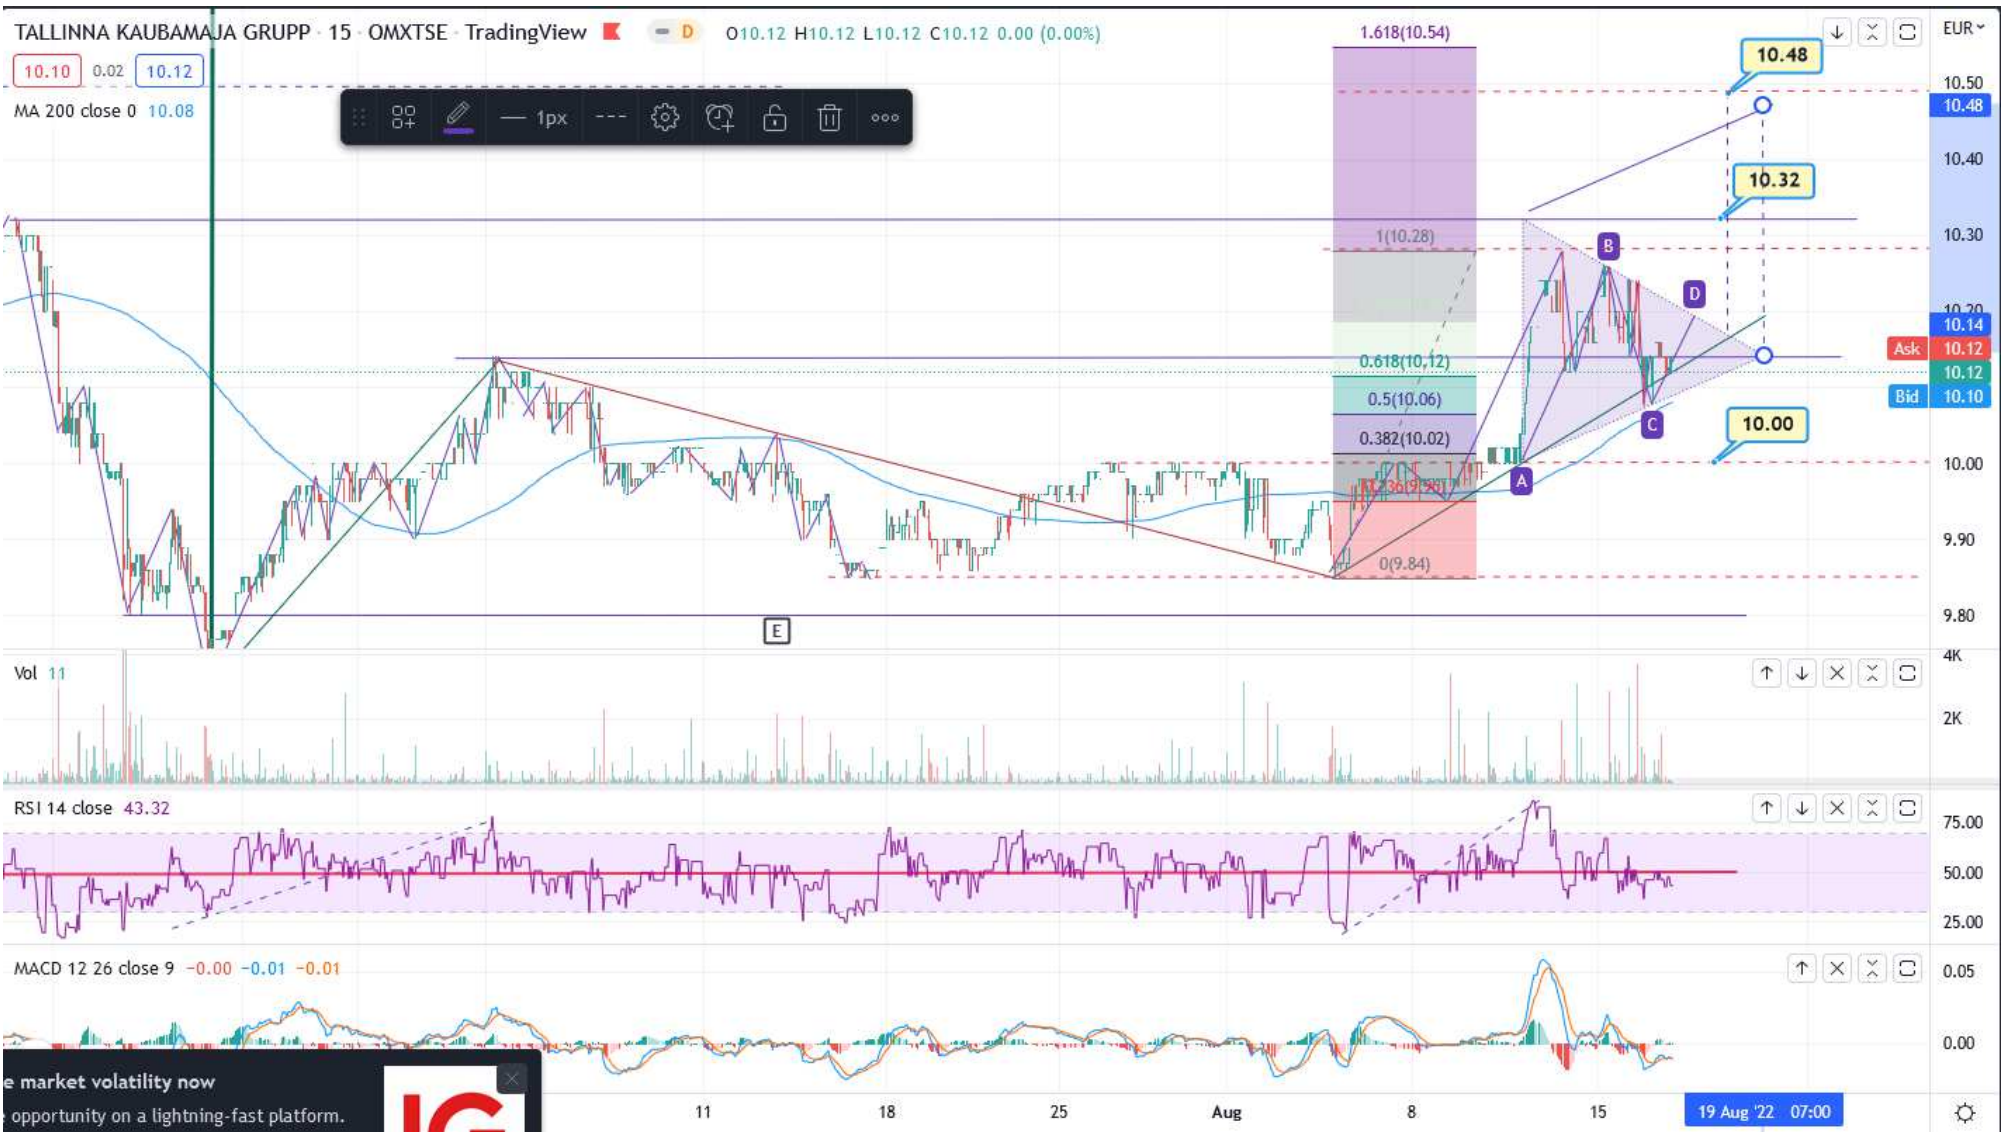 TALLINNA KAUBAMAJA GRUPP · 15 · OMXTSE · TradingView D O10.12 H10.12 L10.12 C10.12 0.00 (0.00%)
10.10 0.02 10.12
MA 200 close 0 10.08
1px
EUR
1.618(10.54)
1(10.28)
0.618(10.12)
0.5(10.06)
0.382(10.02)
0(9.84)
10.48
10.32
10.00
A
B
C
D
E
10.50
10.48
10.40
10.30
10.20
10.14
Ask 10.12
10.12
Bid 10.10
10.00
9.90
9.80
Vol 11
4K
2K
RSI 14 close 43.32
75.00
50.00
25.00
MACD 12 26 close 9 −0.00 −0.01 −0.01
0.05
0.00
e market volatility now
opportunity on a lightning-fast platform.
IG
11 18 25 Aug 8 15 19 Aug '22 07:00